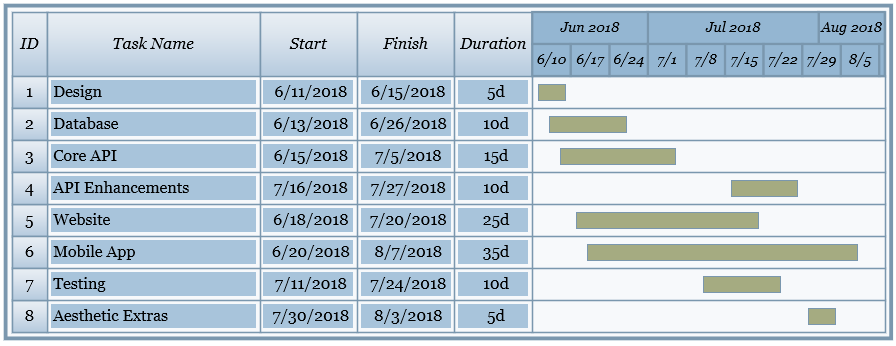 ID Task Name Start Finish Duration Jun 2018 Jul 2018 Aug 2018
6/10 6/17 6/24 7/1 7/8 7/15 7/22 7/29 8/5
1 Design 6/11/2018 6/15/2018 5d
2 Database 6/13/2018 6/26/2018 10d
3 Core API 6/15/2018 7/5/2018 15d
4 API Enhancements 7/16/2018 7/27/2018 10d
5 Website 6/18/2018 7/20/2018 25d
6 Mobile App 6/20/2018 8/7/2018 35d
7 Testing 7/11/2018 7/24/2018 10d
8 Aesthetic Extras 7/30/2018 8/3/2018 5d